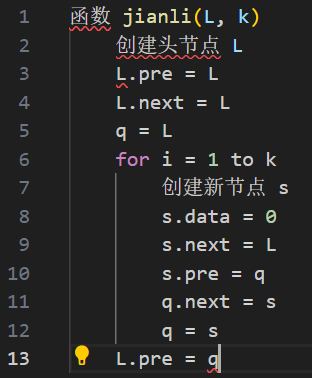 1 函数 jianli(L, k)
2 创建头节点 L
3 L.pre = L
4 L.next = L
5 q = L
6 for i = 1 to k
7 创建新节点 s
8 s.data = 0
9 s.next = L
10 s.pre = q
11 q.next = s
12 q = s
13 L.pre = q